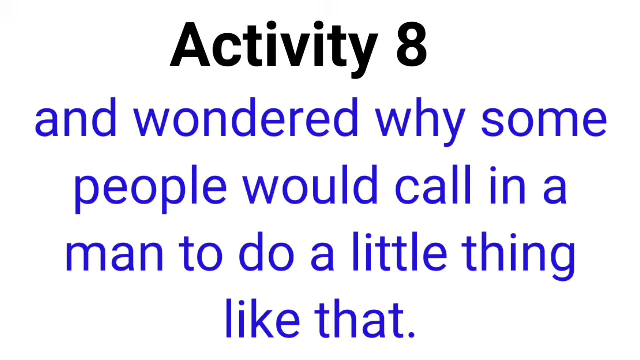 Activity 8
and wondered why some
people would call in a
man to do a little thing
like that.